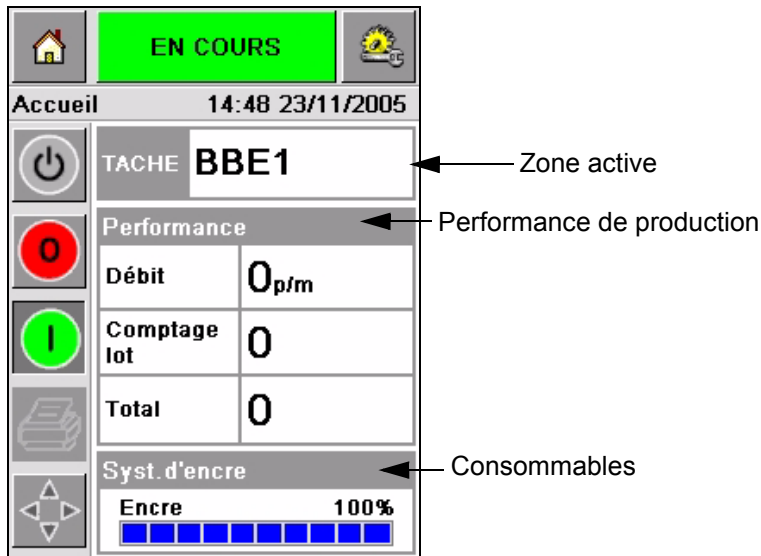 EN COURS
Accueil 14:48 23/11/2005
TACHE BBE1
Zone active
Performance
Performance de production
O
Débit 0p/m
I
Comptage lot 0
Total 0
Syst.d'encre
Consommables
Encre 100%